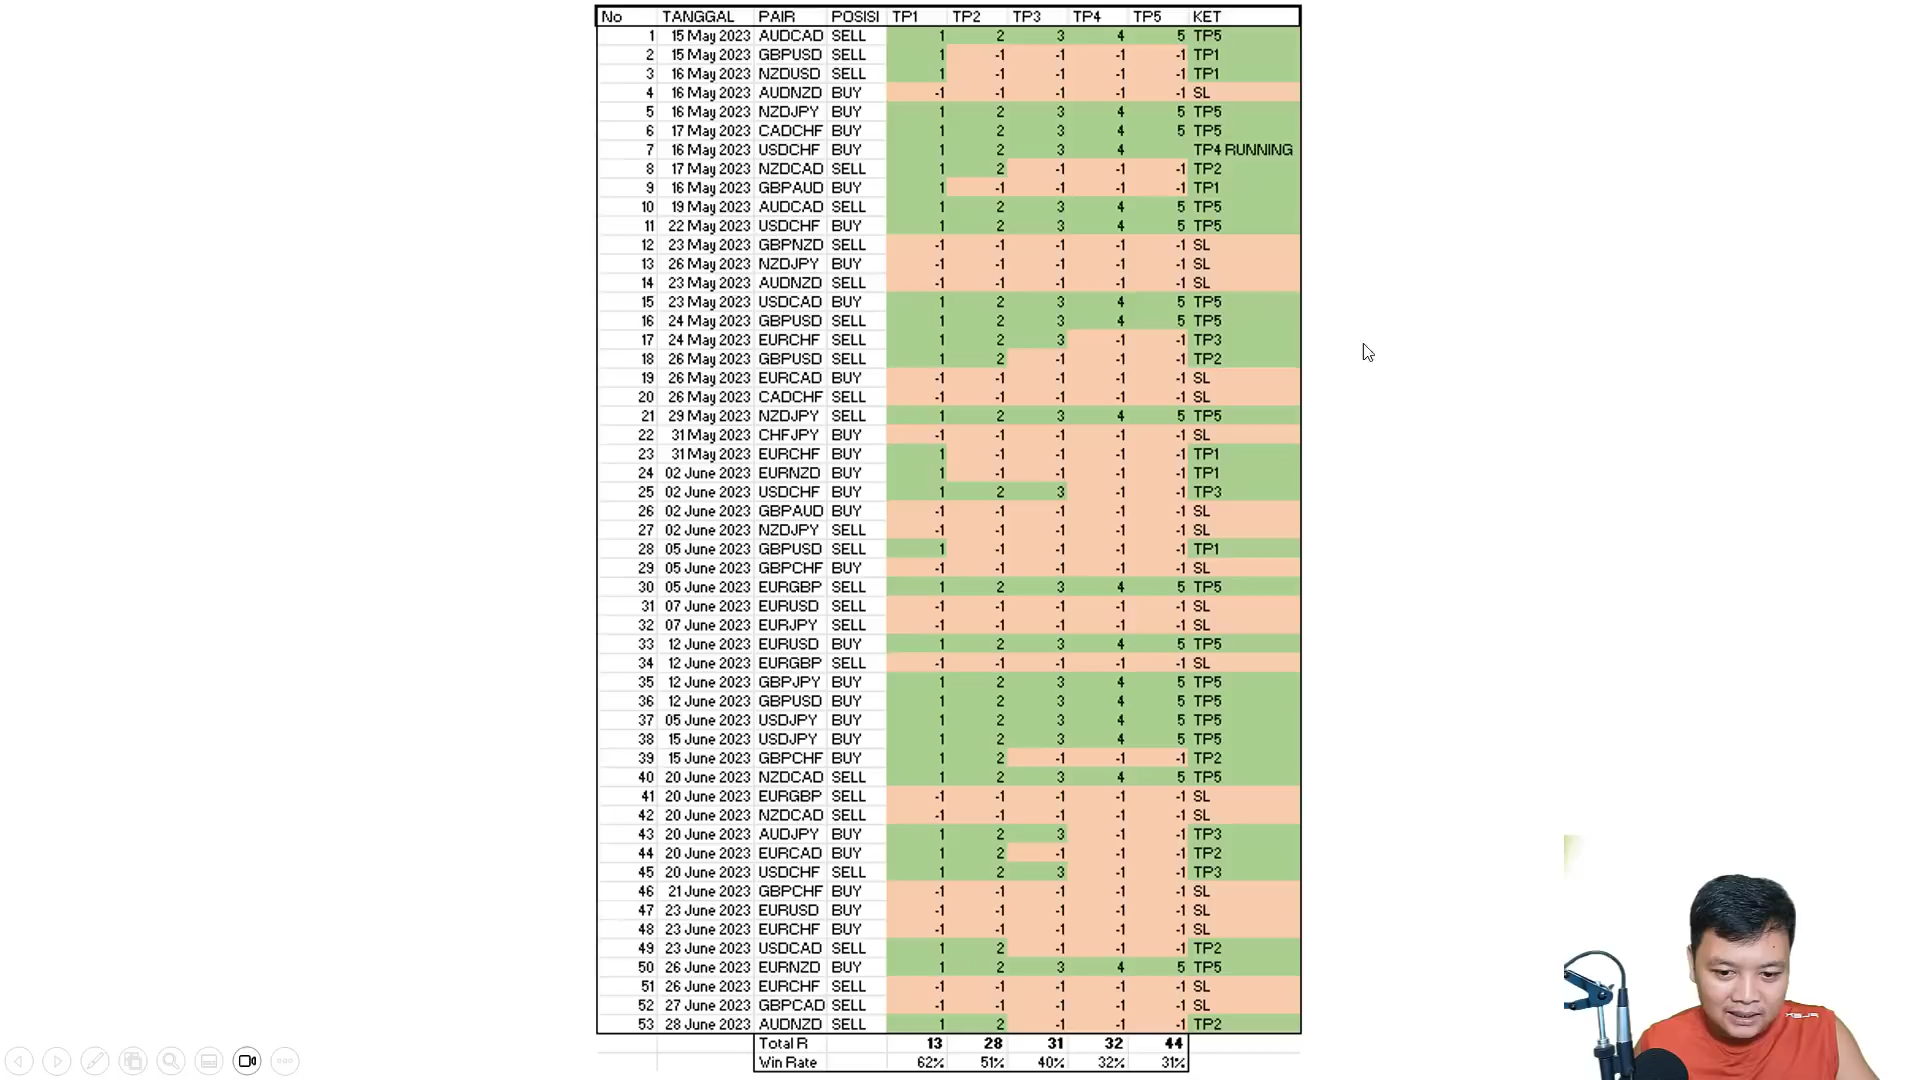 No TANGGAL PAIR POSISI TP1 TP2 TP3 TP4 TP5 KET
1 15 May 2023 AUDCAD SELL 1 2 3 4 5 TP5
2 15 May 2023 GBPUSD SELL 1 -1 -1 -1 -1 TP1
3 16 May 2023 NZDUSD SELL 1 -1 -1 -1 -1 TP1
4 16 May 2023 AUDNZD BUY -1 -1 -1 -1 -1 SL
5 16 May 2023 NZDJPY BUY 1 2 3 4 5 TP5
6 17 May 2023 CADCHF BUY 1 2 3 4 5 TP5
7 16 May 2023 USDCHF BUY 1 2 3 4 TP4 RUNNING
8 17 May 2023 NZDCAD SELL 1 2 -1 -1 -1 TP2
9 16 May 2023 GBPAUD BUY 1 -1 -1 -1 -1 TP1
10 19 May 2023 AUDCAD SELL 1 2 3 4 5 TP5
11 22 May 2023 USDCHF BUY 1 2 3 4 5 TP5
12 23 May 2023 GBPNZD SELL -1 -1 -1 -1 -1 SL
13 26 May 2023 NZDJPY BUY -1 -1 -1 -1 -1 SL
14 23 May 2023 AUDNZD SELL -1 -1 -1 -1 -1 SL
15 23 May 2023 USDCAD BUY 1 2 3 4 5 TP5
16 24 May 2023 GBPUSD SELL 1 2 3 4 5 TP5
17 24 May 2023 EURCHF SELL 1 2 3 -1 -1 TP3
18 26 May 2023 GBPUSD SELL 1 2 -1 -1 -1 TP2
19 26 May 2023 EURCAD BUY -1 -1 -1 -1 -1 SL
20 26 May 2023 CADCHF SELL -1 -1 -1 -1 -1 SL
21 29 May 2023 NZDJPY SELL 1 2 3 4 5 TP5
22 31 May 2023 CHFJPY BUY -1 -1 -1 -1 -1 SL
23 31 May 2023 EURCHF BUY 1 -1 -1 -1 -1 TP1
24 02 June 2023 EURNZD BUY 1 -1 -1 -1 -1 TP1
25 02 June 2023 USDCHF BUY 1 2 3 -1 -1 TP3
26 02 June 2023 GBPAUD BUY -1 -1 -1 -1 -1 SL
27 02 June 2023 NZDJPY SELL -1 -1 -1 -1 -1 SL
28 05 June 2023 GBPUSD SELL 1 -1 -1 -1 -1 TP1
29 05 June 2023 GBPCHF BUY -1 -1 -1 -1 -1 SL
30 05 June 2023 EURGBP SELL 1 2 3 4 5 TP5
31 07 June 2023 EURUSD SELL -1 -1 -1 -1 -1 SL
32 07 June 2023 EURJPY SELL -1 -1 -1 -1 -1 SL
33 12 June 2023 EURUSD BUY 1 2 3 4 5 TP5
34 12 June 2023 EURGBP SELL -1 -1 -1 -1 -1 SL
35 12 June 2023 GBPJPY BUY 1 2 3 4 5 TP5
36 12 June 2023 GBPUSD BUY 1 2 3 4 5 TP5
37 05 June 2023 USDJPY BUY 1 2 3 4 5 TP5
38 15 June 2023 USDJPY BUY 1 2 3 4 5 TP5
39 15 June 2023 GBPCHF BUY 1 2 -1 -1 -1 TP2
40 20 June 2023 NZDCAD SELL 1 2 3 4 5 TP5
41 20 June 2023 EURGBP SELL -1 -1 -1 -1 -1 SL
42 20 June 2023 NZDCAD SELL -1 -1 -1 -1 -1 SL
43 20 June 2023 AUDJPY BUY 1 2 3 -1 -1 TP3
44 20 June 2023 EURCAD BUY 1 2 -1 -1 -1 TP2
45 20 June 2023 USDCHF SELL 1 2 3 -1 -1 TP3
46 21 June 2023 GBPCHF BUY -1 -1 -1 -1 -1 SL
47 23 June 2023 EURUSD BUY -1 -1 -1 -1 -1 SL
48 23 June 2023 EURCHF BUY -1 -1 -1 -1 -1 SL
49 23 June 2023 USDCAD SELL 1 2 -1 -1 -1 TP2
50 26 June 2023 EURNZD BUY 1 2 3 4 5 TP5
51 26 June 2023 EURCHF SELL -1 -1 -1 -1 -1 SL
52 27 June 2023 GBPCAD SELL -1 -1 -1 -1 -1 SL
53 28 June 2023 AUDNZD SELL 1 2 -1 -1 -1 TP2
Total R 13 28 31 32 44
Win Rate 62% 51% 40% 32% 31%